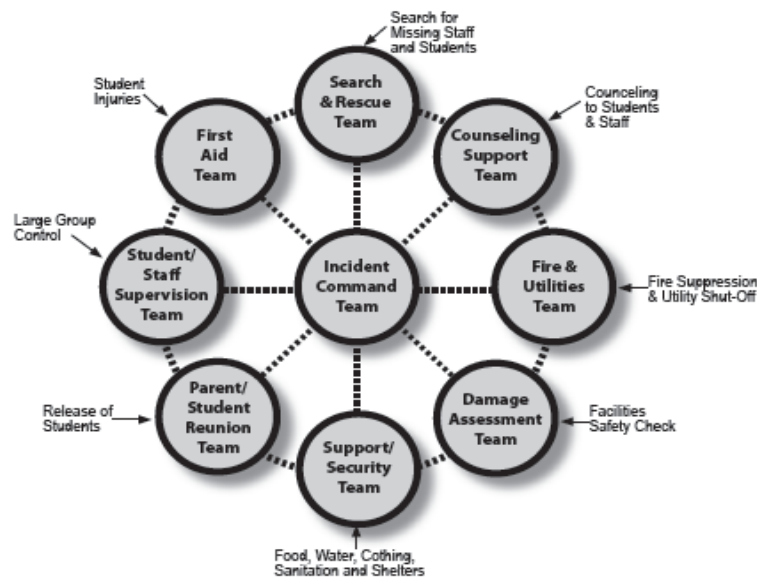 Search for
Missing Staff
and Students
Search
& Rescue
Team
Student
Injuries
First
Aid
Team
Counceling
to Students
& Staff
Counseling
Support
Team
Large Group
Control
Student/
Staff
Supervision
Team
Incident
Command
Team
Fire &
Utilities
Team
Fire Suppression
& Utility Shut-Off
Release of
Students
Parent/
Student
Reunion
Team
Support/
Security
Team
Damage
Assessment
Team
Facilities
Safety Check
Food, Water, Cothing,
Sanitation and Shelters